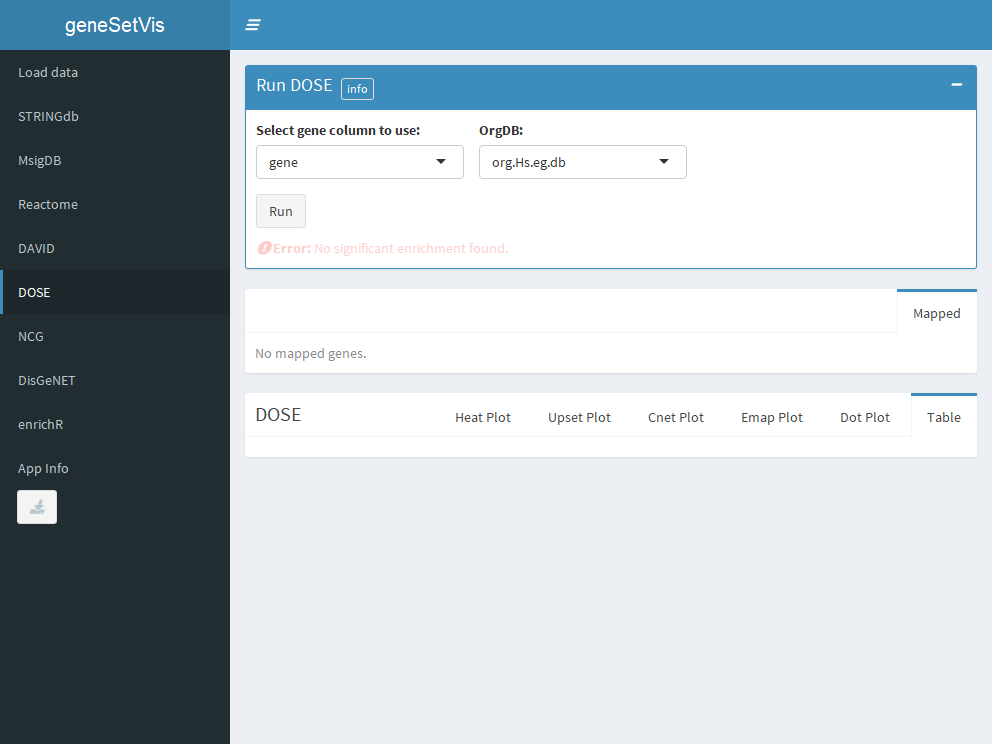 geneSetVis
Load data
STRINGdb
MsigDB
Reactome
DAVID
DOSE
NCG
DisGeNET
enrichR
App Info
Run DOSE info
Select gene column to use: OrgDB:
gene org.Hs.eg.db
Run
Error: No significant enrichment found.
Mapped
No mapped genes.
DOSE Heat Plot Upset Plot Cnet Plot Emap Plot Dot Plot Table